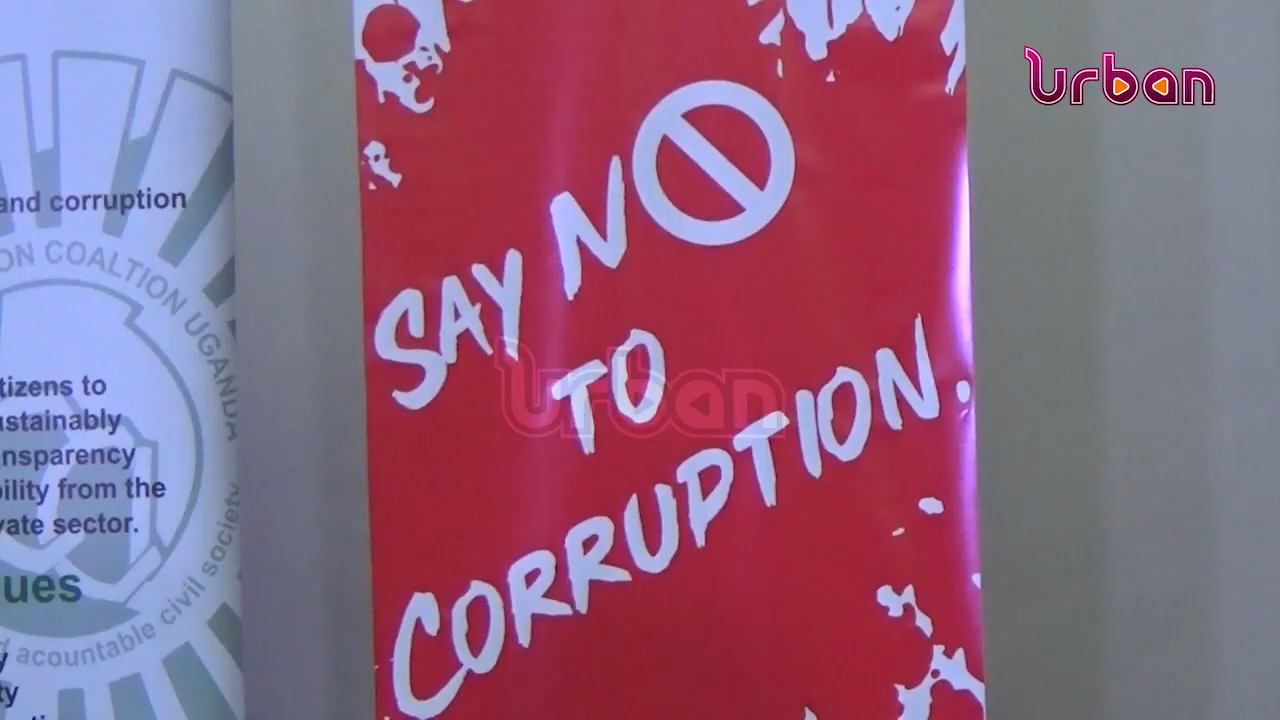 urban
and corruption
ON COALTION UGANDA
tizens to
ustainably
nsparency
bility from the
vate sector.
ues
acountable civil society
y
ty
SAY NO
TO
CORRUPTION.
urban